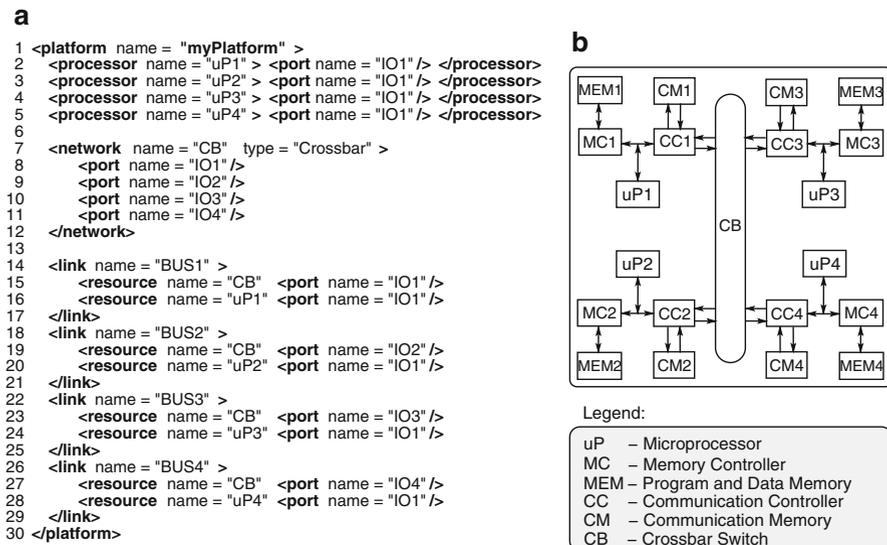 a
1 <platform name = "myPlatform" >
2 <processor name = "uP1" > <port name = "IO1" /> </processor>
3 <processor name = "uP2" > <port name = "IO1" /> </processor>
4 <processor name = "uP3" > <port name = "IO1" /> </processor>
5 <processor name = "uP4" > <port name = "IO1" /> </processor>
6
7 <network name = "CB" type = "Crossbar" >
8 <port name = "IO1" />
9 <port name = "IO2" />
10 <port name = "IO3" />
11 <port name = "IO4" />
12 </network>
13
14 <link name = "BUS1" >
15 <resource name = "CB" <port name = "IO1" />
16 <resource name = "uP1" <port name = "IO1" />
17 </link>
18 <link name = "BUS2" >
19 <resource name = "CB" <port name = "IO2" />
20 <resource name = "uP2" <port name = "IO1" />
21 </link>
22 <link name = "BUS3" >
23 <resource name = "CB" <port name = "IO3" />
24 <resource name = "uP3" <port name = "IO1" />
25 </link>
26 <link name = "BUS4" >
27 <resource name = "CB" <port name = "IO4" />
28 <resource name = "uP4" <port name = "IO1" />
29 </link>
30 </platform>
b
MEM1 CM1 CM3 MEM3
MC1 CC1 CC3 MC3
uP1 uP3
CB
uP2 uP4
MC2 CC2 CC4 MC4
MEM2 CM2 CM4 MEM4
Legend:
uP – Microprocessor
MC – Memory Controller
MEM – Program and Data Memory
CC – Communication Controller
CM – Communication Memory
CB – Crossbar Switch